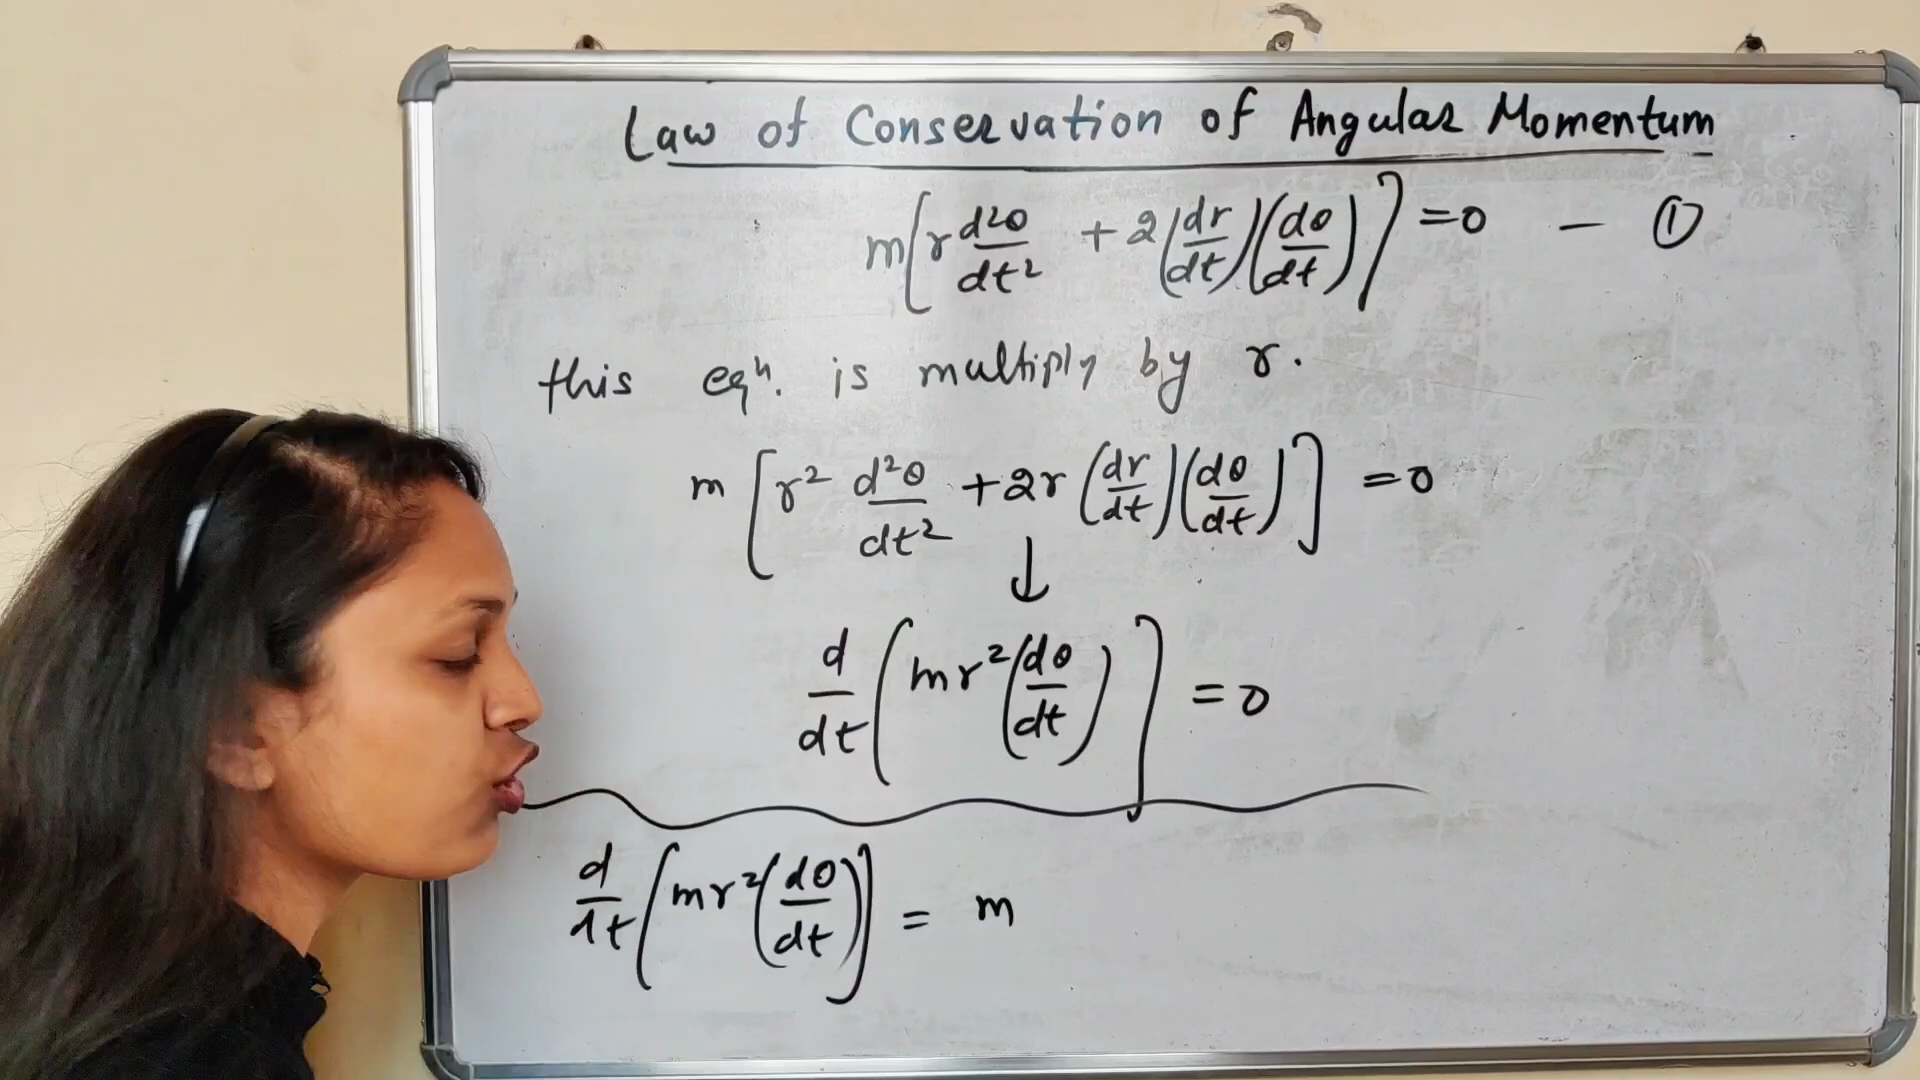 Law of Conservation of Angular Momentum
m[r d²θ/dt² + 2(dr/dt)(dθ/dt)] = 0 — ①
this eqn. is multiply by r.
m[r² d²θ/dt² + 2r(dr/dt)(dθ/dt)] = 0
↓
d/dt(mr²(dθ/dt)] = 0
d/dt[mr²(dθ/dt)] = m